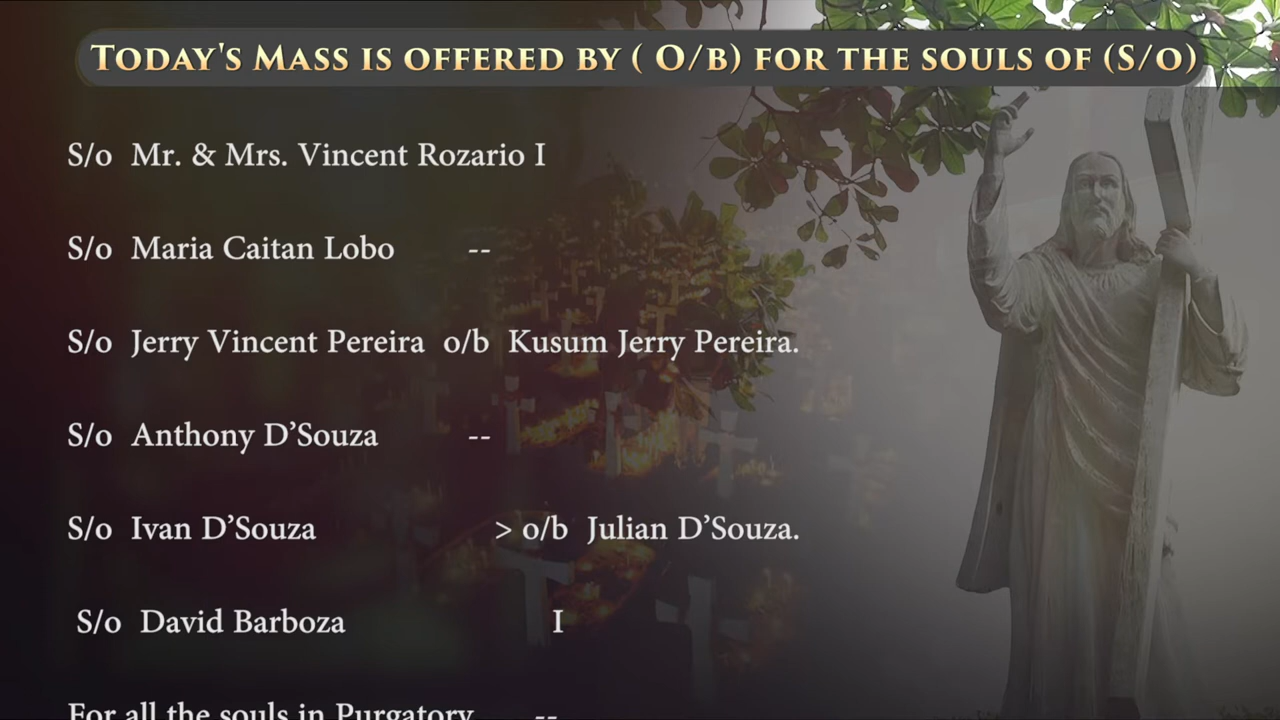 TODAY'S MASS IS OFFERED BY ( O/B) FOR THE SOULS OF (S/O)
S/o Mr. & Mrs. Vincent Rozario I
S/o Maria Caitan Lobo --
S/o Jerry Vincent Pereira o/b Kusum Jerry Pereira.
S/o Anthony D’Souza --
S/o Ivan D’Souza > o/b Julian D’Souza.
S/o David Barboza I
For all the souls in Purgatory --